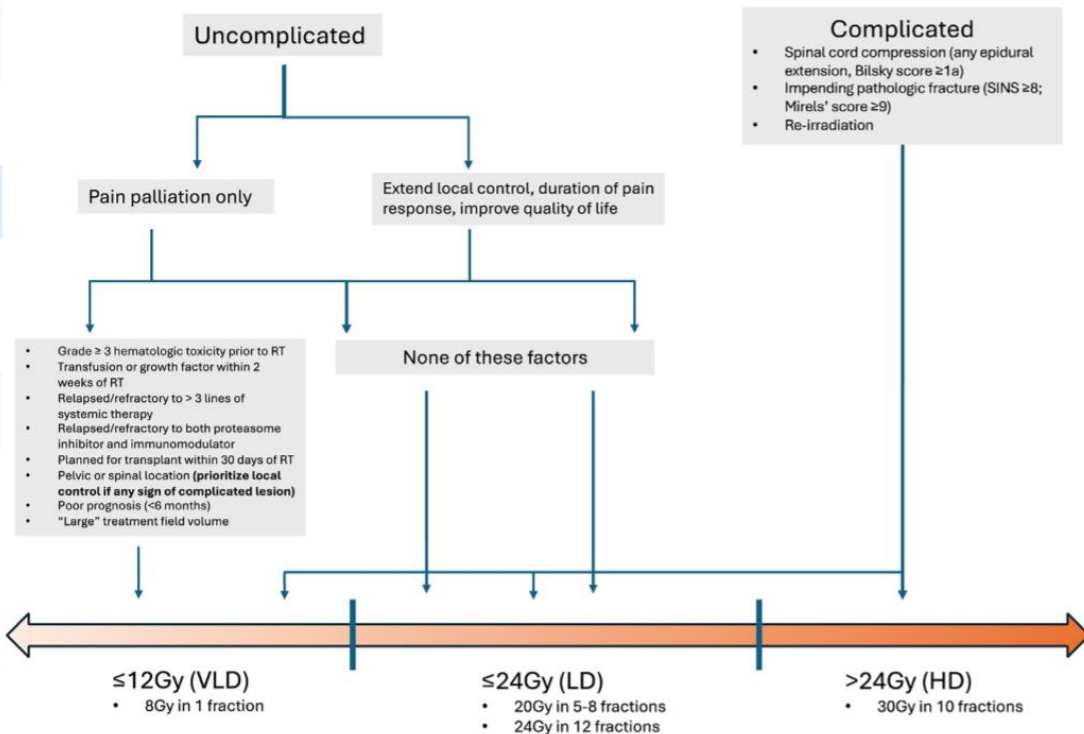 Uncomplicated
Complicated
• Spinal cord compression (any epidural
extension, Bilsky score ≥1a)
• Impending pathologic fracture (SINS ≥8;
Mirels’ score ≥9)
• Re-irradiation
Pain palliation only
Extend local control, duration of pain
response, improve quality of life
• Grade ≥ 3 hematologic toxicity prior to RT
• Transfusion or growth factor within 2
weeks of RT
• Relapsed/refractory to > 3 lines of
systemic therapy
• Relapsed/refractory to both proteasome
inhibitor and immunomodulator
• Planned for transplant within 30 days of RT
• Pelvic or spinal location (prioritize local
control if any sign of complicated lesion)
• Poor prognosis (<6 months)
• "Large" treatment field volume
None of these factors
≤12Gy (VLD)
• 8Gy in 1 fraction
≤24Gy (LD)
• 20Gy in 5-8 fractions
• 24Gy in 12 fractions
>24Gy (HD)
• 30Gy in 10 fractions